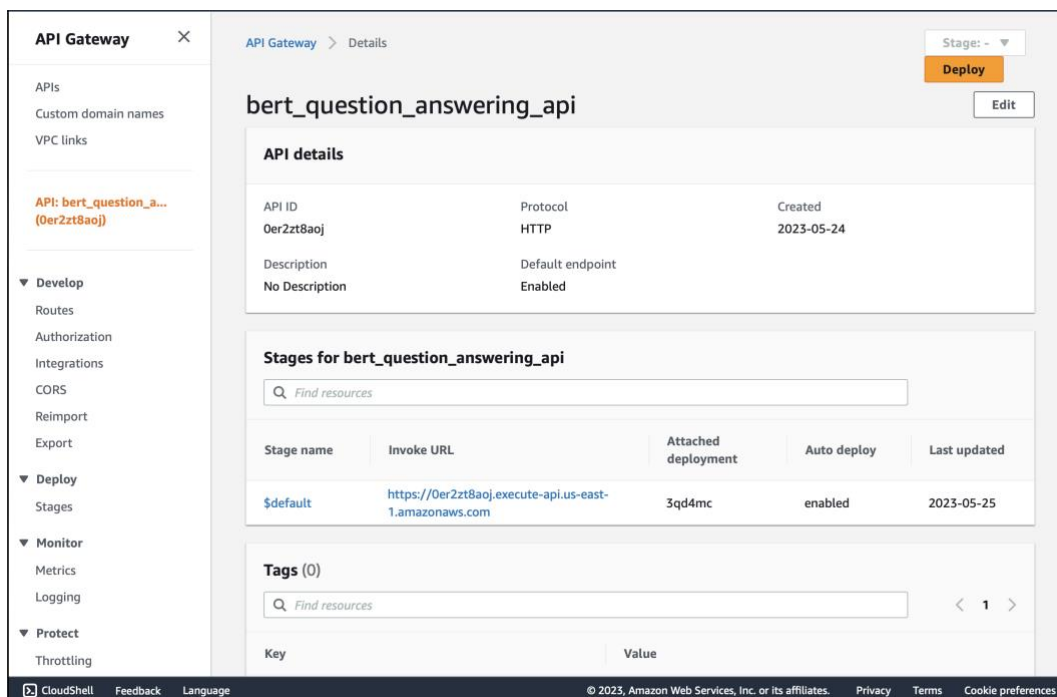 API Gateway
APIs
Custom domain names
VPC links
API: bert_question_a...
(0er2zt8aoj)
Develop
Routes
Authorization
Integrations
CORS
Reimport
Export
Deploy
Stages
Monitor
Metrics
Logging
Protect
Throttling
API Gateway > Details
Stage: -
Deploy
bert_question_answering_api
Edit
API details
API ID Protocol Created
0er2zt8aoj HTTP 2023-05-24
Description Default endpoint
No Description Enabled
Stages for bert_question_answering_api
Find resources
Stage name Invoke URL Attached deployment Auto deploy Last updated
$default https://0er2zt8aoj.execute-api.us-east-1.amazonaws.com 3qd4mc enabled 2023-05-25
Tags (0)
Find resources
1
Key Value
CloudShell Feedback Language © 2023, Amazon Web Services, Inc. or its affiliates. Privacy Terms Cookie preferences